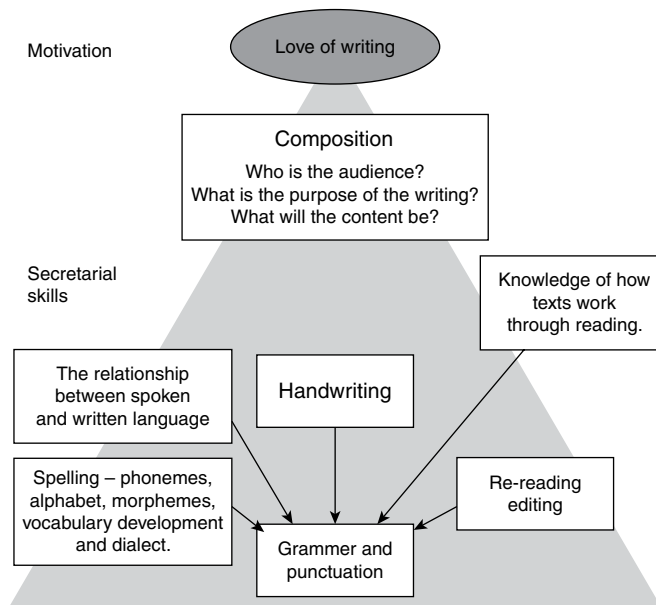 Motivation
Love of writing
Composition
Who is the audience?
What is the purpose of the writing?
What will the content be?
Secretarial
skills
Knowledge of how
texts work
through reading.
The relationship
between spoken
and written language
Handwriting
Spelling – phonemes,
alphabet, morphemes,
vocabulary development
and dialect.
Re-reading
editing
Grammer and
punctuation